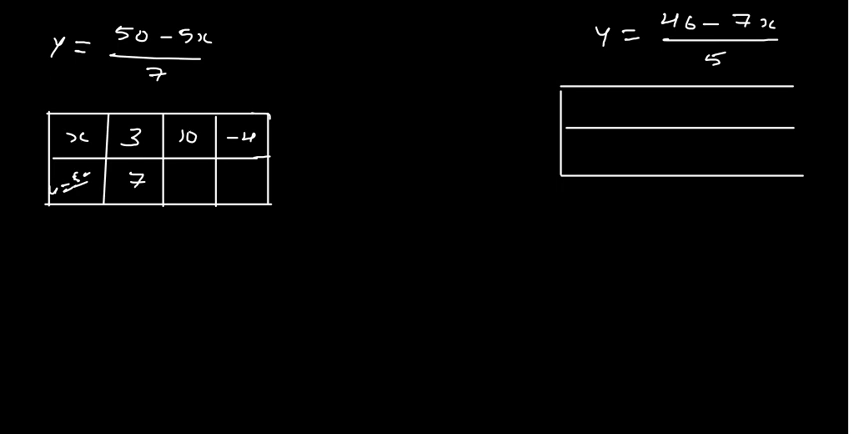 y = 50 - 5x / 7
y = 46 - 7x / 5
x 3 10 -4
7